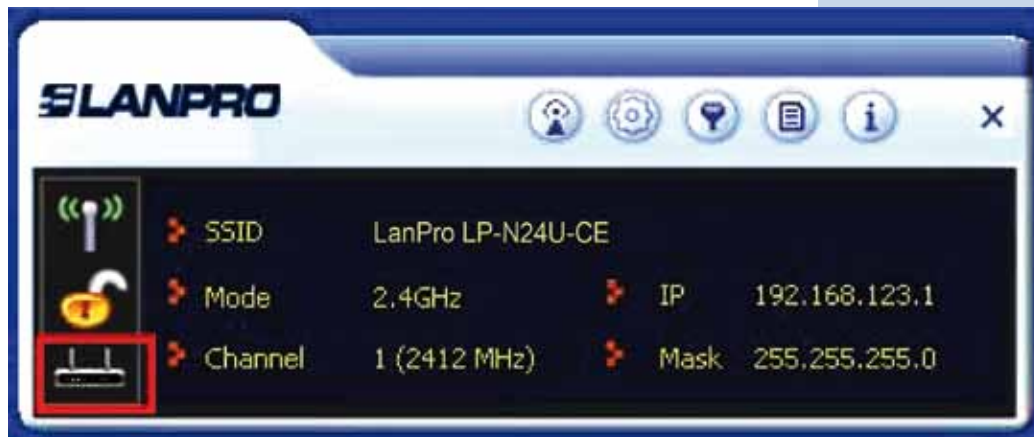 LANPRO
SSID LanPro LP-N24U-CE
Mode 2.4GHz IP 192.168.123.1
Channel 1 (2412 MHz) Mask 255.255.255.0